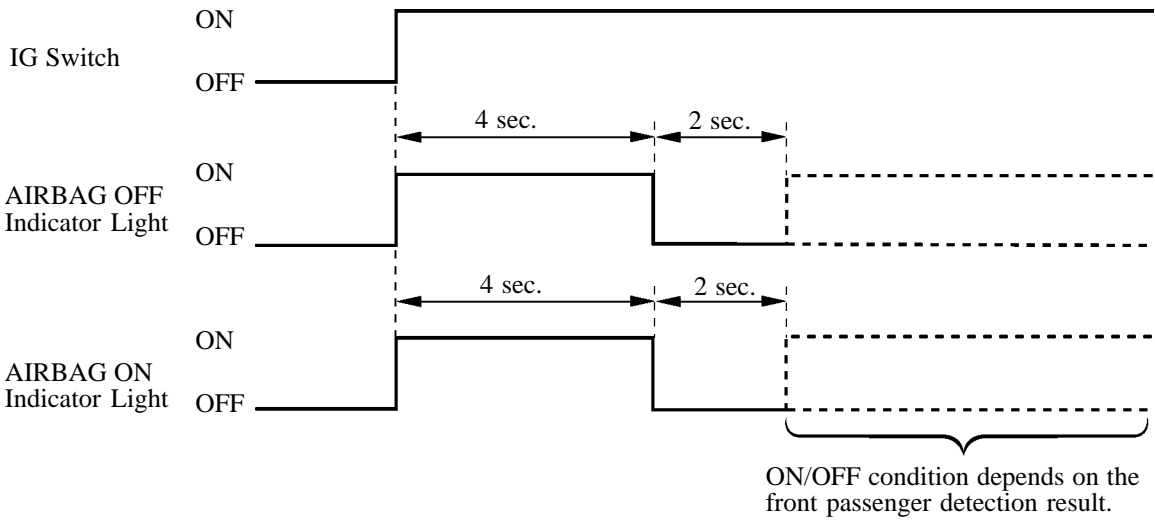 ON
IG Switch
OFF
4 sec.
2 sec.
ON
AIRBAG OFF
Indicator Light
OFF
4 sec.
2 sec.
ON
AIRBAG ON
Indicator Light
OFF
ON/OFF condition depends on the
front passenger detection result.